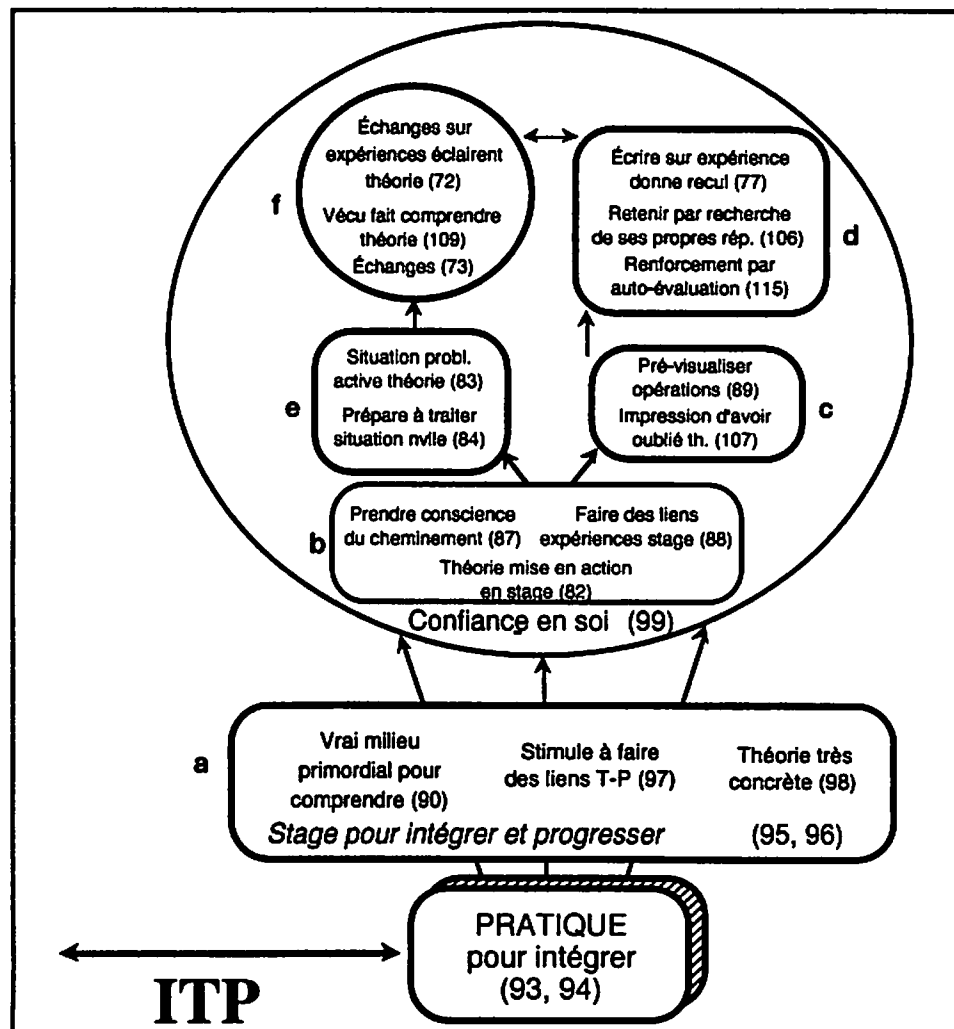 Échanges sur
expériences éclairent
théorie (72)
Vécu fait comprendre
théorie (109)
Échanges (73)
f
Écrire sur expérience
donne recul (77)
Retenir par recherche
de ses propres rép. (106)
Renforcement par
auto-évaluation (115)
d
Situation probl.
active théorie (83)
Prépare à traiter
situation nvlle (84)
e
Pré-visualiser
opérations (89)
Impression d'avoir
oublié th. (107)
c
Prendre conscience
du cheminement (87)
Faire des liens
expériences stage (88)
Théorie mise en action
en stage (82)
b
Confiance en soi (99)
a
Vrai milieu
primordial pour
comprendre (90)
Stimule à faire
des liens T-P (97)
Théorie très
concrète (98)
Stage pour intégrer et progresser (95, 96)
PRATIQUE
pour intégrer
(93, 94)
ITP